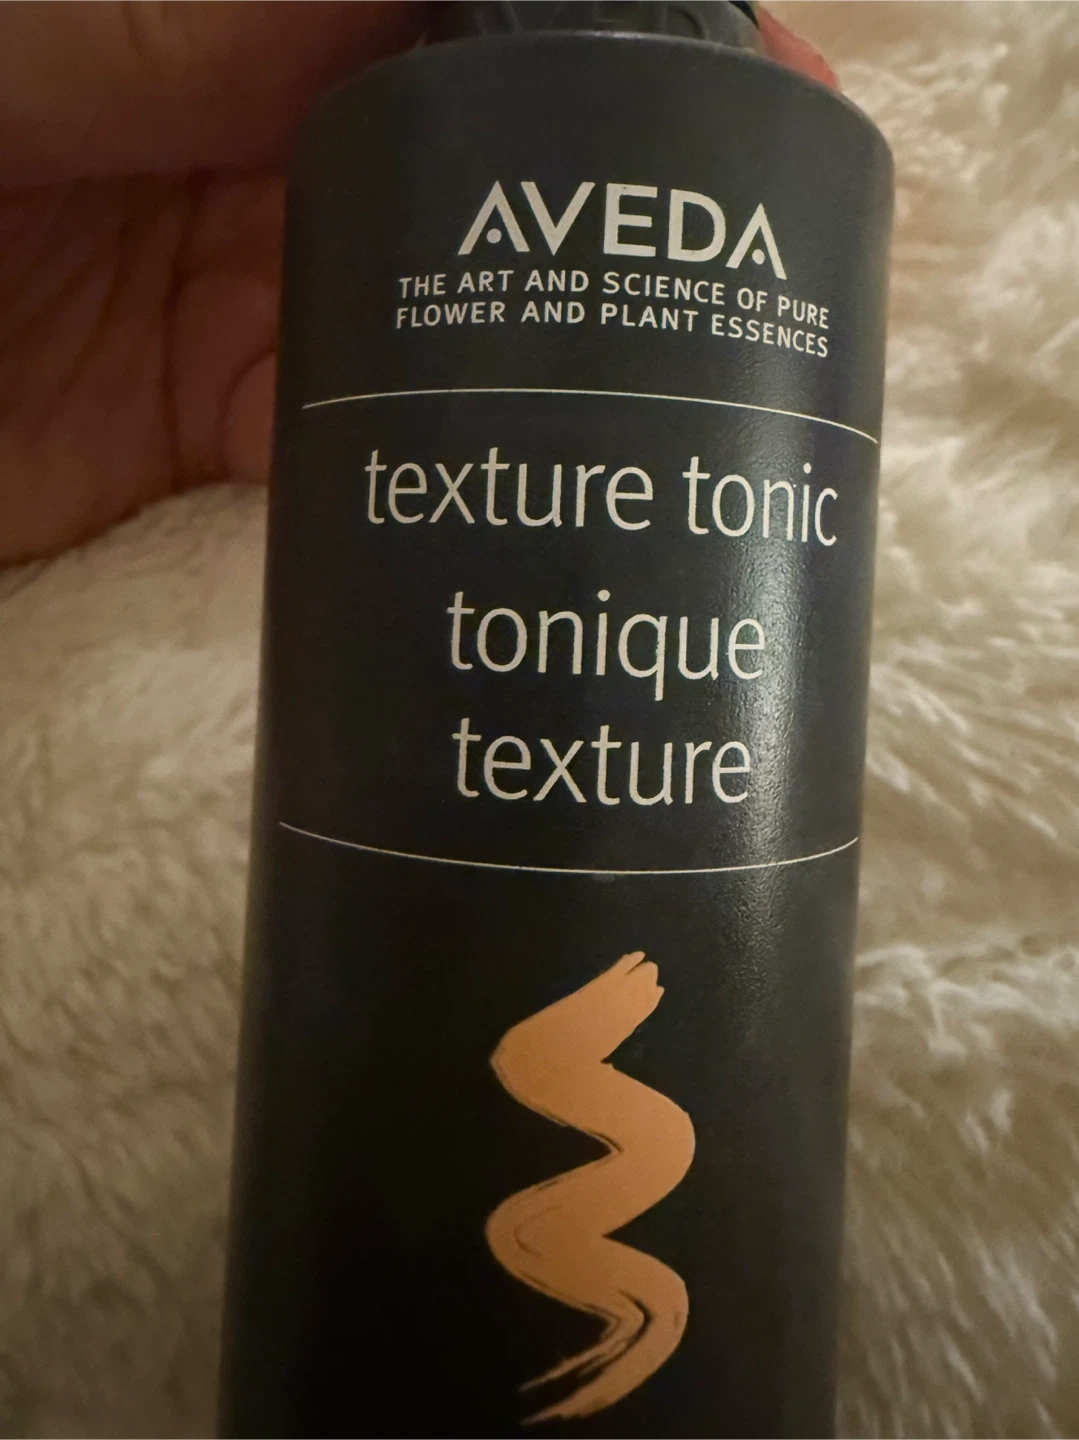 AVEDA
THE ART AND SCIENCE OF PURE
FLOWER AND PLANT ESSENCES
texture tonic
tonique
texture